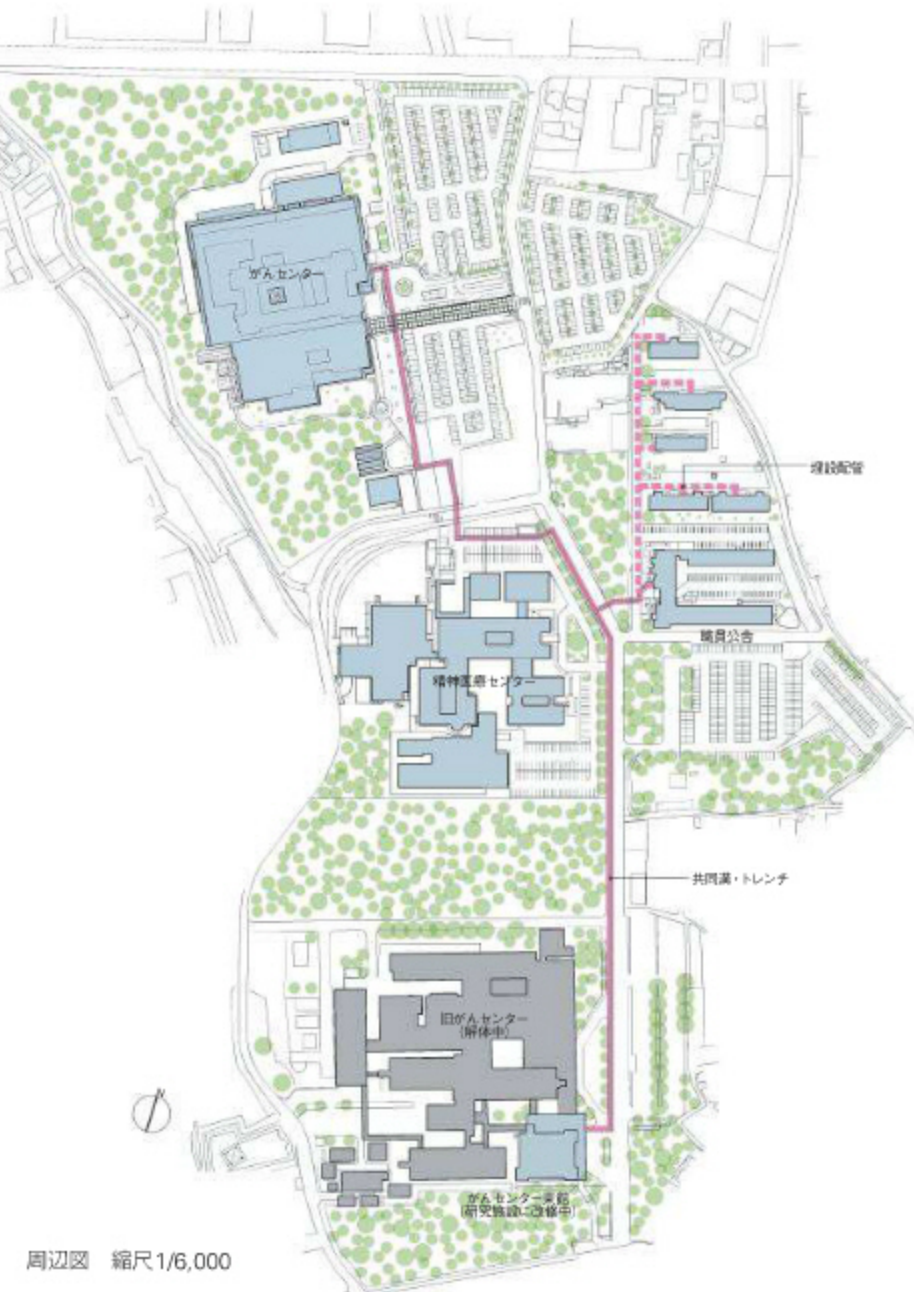 がんセンター
埋設配管
職員公舎
精神医療センター
共同溝・トレンチ
旧がんセンター
(解体中)
がんセンター東館
(研究施設に改修中)
周辺図 縮尺1/6,000